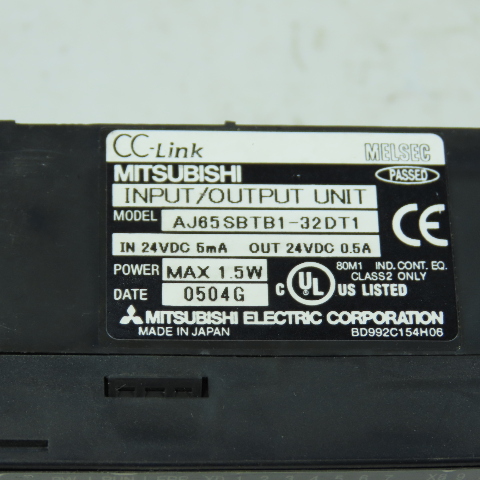 CC-Link MELSEC
MITSUBISHI PASSED
INPUT/OUTPUT UNIT
MODEL AJ65SBTB1-32DT1
CE
IN 24VDC 5mA OUT 24VDC 0.5A
POWER MAX 1.5W
80M1 IND. CONT. EQ.
CLASS2 ONLY
DATE 0504G
C UL US LISTED
MITSUBISHI ELECTRIC CORPORATION
MADE IN JAPAN BD992C154H06